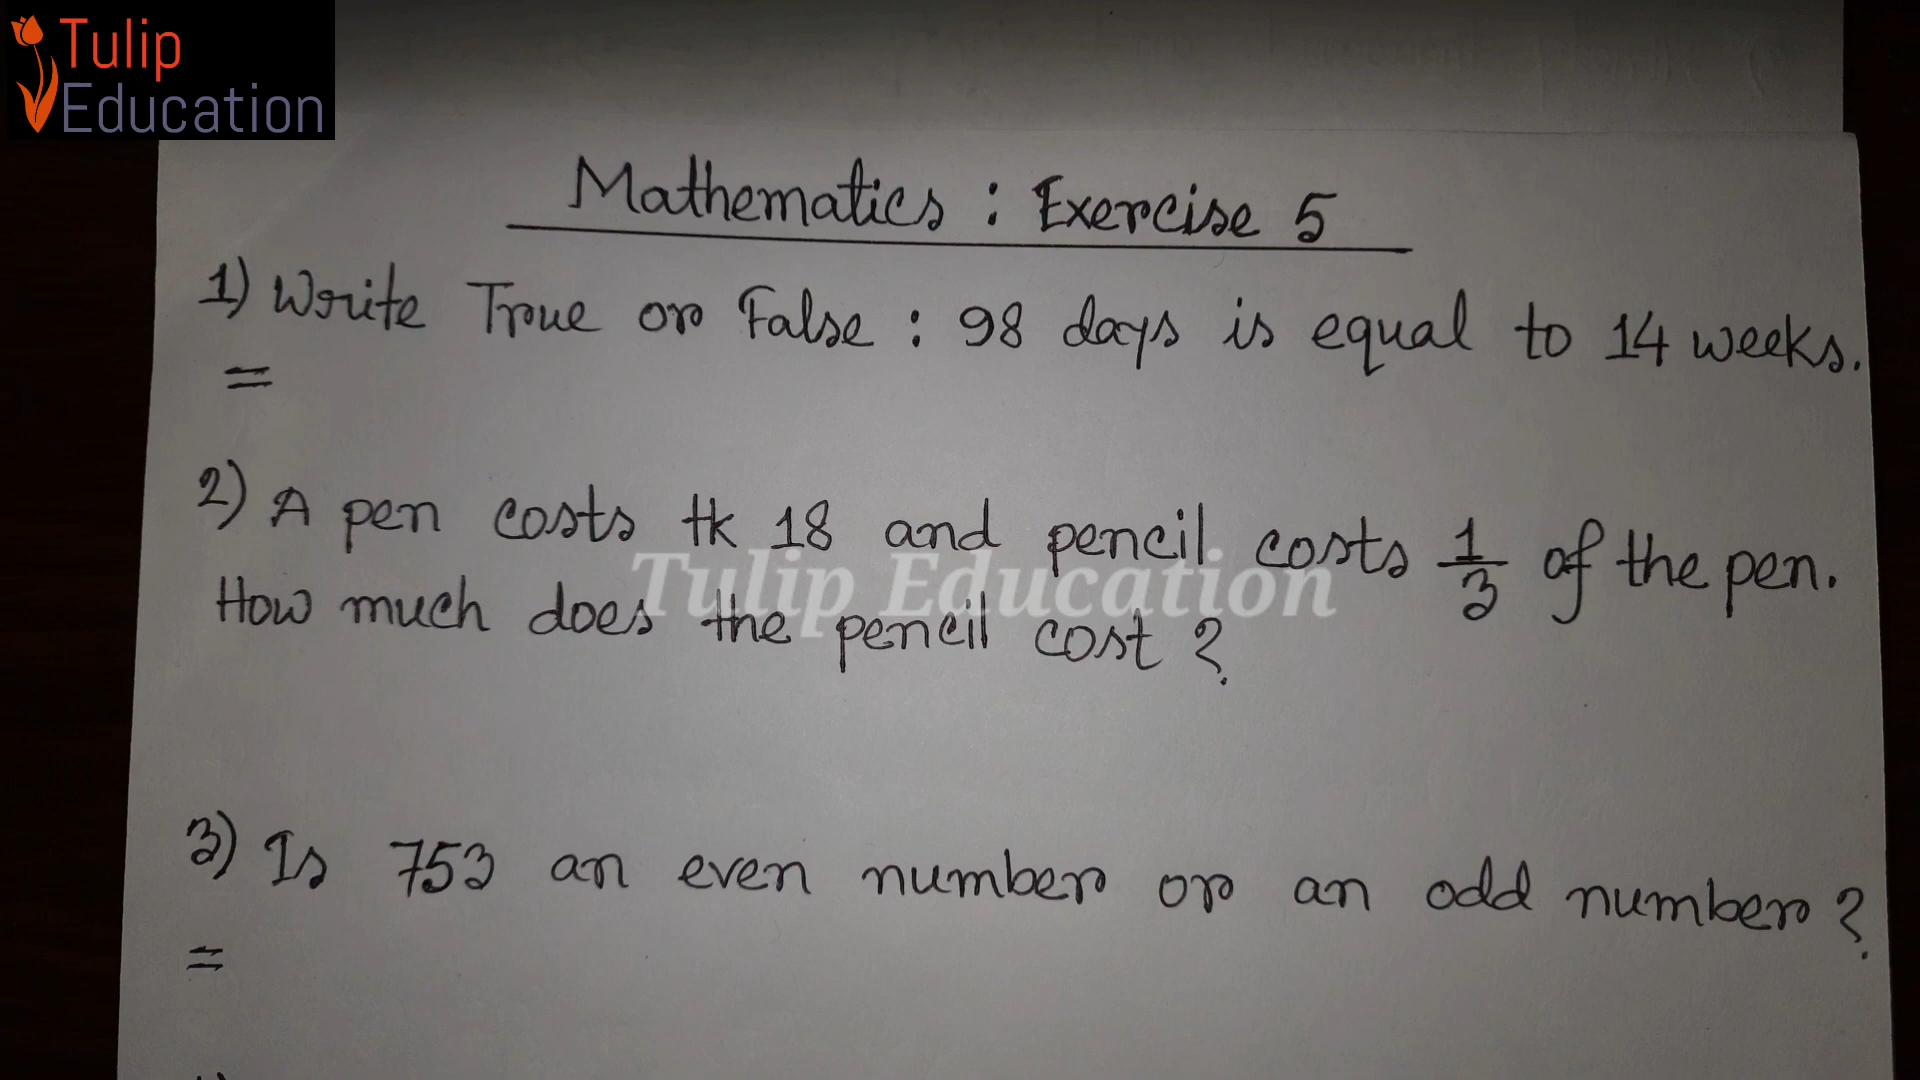 Tulip
Education
Mathematics : Exercise 5
1) Write True or False : 98 days is equal to 14 weeks.
=
2) A pen costs tk 18 and pencil costs 1/3 of the pen.
Tulip Education
How much does the pencil cost ?
3) Is 753 an even number or an odd number ?
=